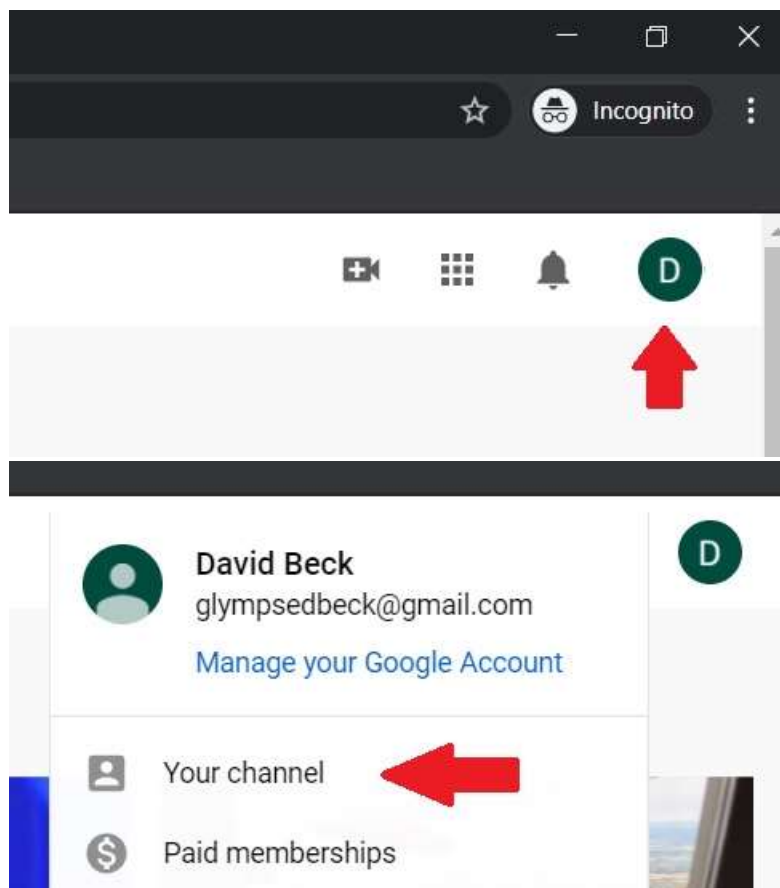 Incognito
D
David Beck
D
glympsedbeck@gmail.com
Manage your Google Account
Your channel
Paid memberships